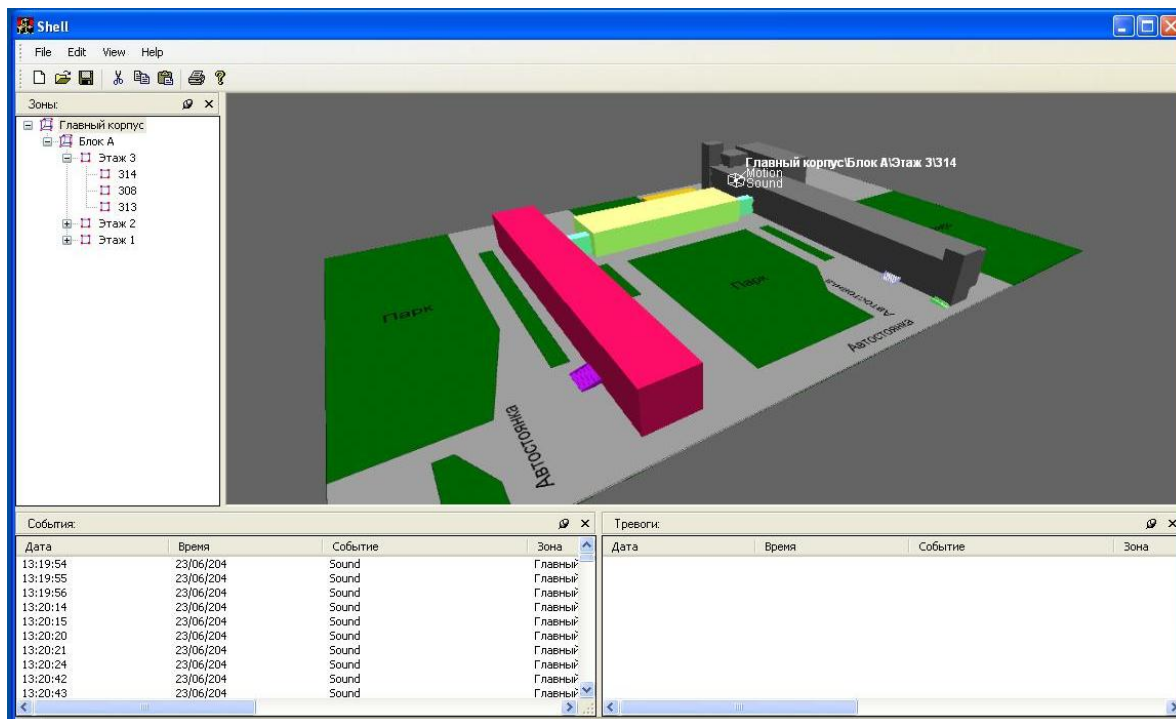 Shell
File Edit View Help
Зоны:
Главный корпус
Блок А
Этаж 3
314
308
313
Этаж 2
Этаж 1
Главный корпус\Блок А\Этаж 3\314
Motion
Sound
Парк
Парк
Автостоянка
Автостоянка
Автостоянка
События:
Дата Время Событие Зона
13:19:54 23/06/204 Sound Главный
13:19:55 23/06/204 Sound Главный
13:19:56 23/06/204 Sound Главный
13:20:14 23/06/204 Sound Главный
13:20:15 23/06/204 Sound Главный
13:20:20 23/06/204 Sound Главный
13:20:21 23/06/204 Sound Главный
13:20:24 23/06/204 Sound Главный
13:20:42 23/06/204 Sound Главный
13:20:43 23/06/204 Sound Главный
Тревоги:
Дата Время Событие Зона